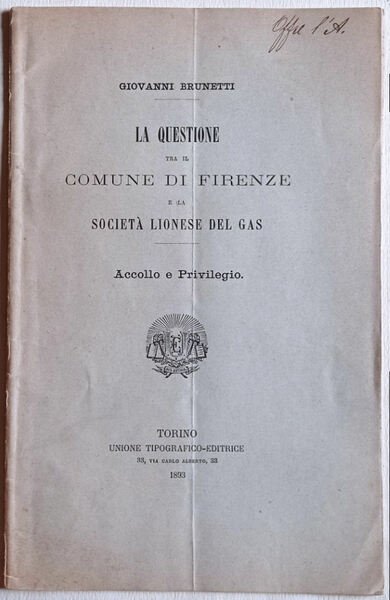 Offre l'A.
GIOVANNI BRUNETTI
LA QUESTIONE
TRA IL
COMUNE DI FIRENZE
E LA
SOCIETÀ LIONESE DEL GAS
Accollo e Privilegio.
TORINO
UNIONE TIPOGRAFICO-EDITRICE
33, VIA CARLO ALBERTO, 33
1893